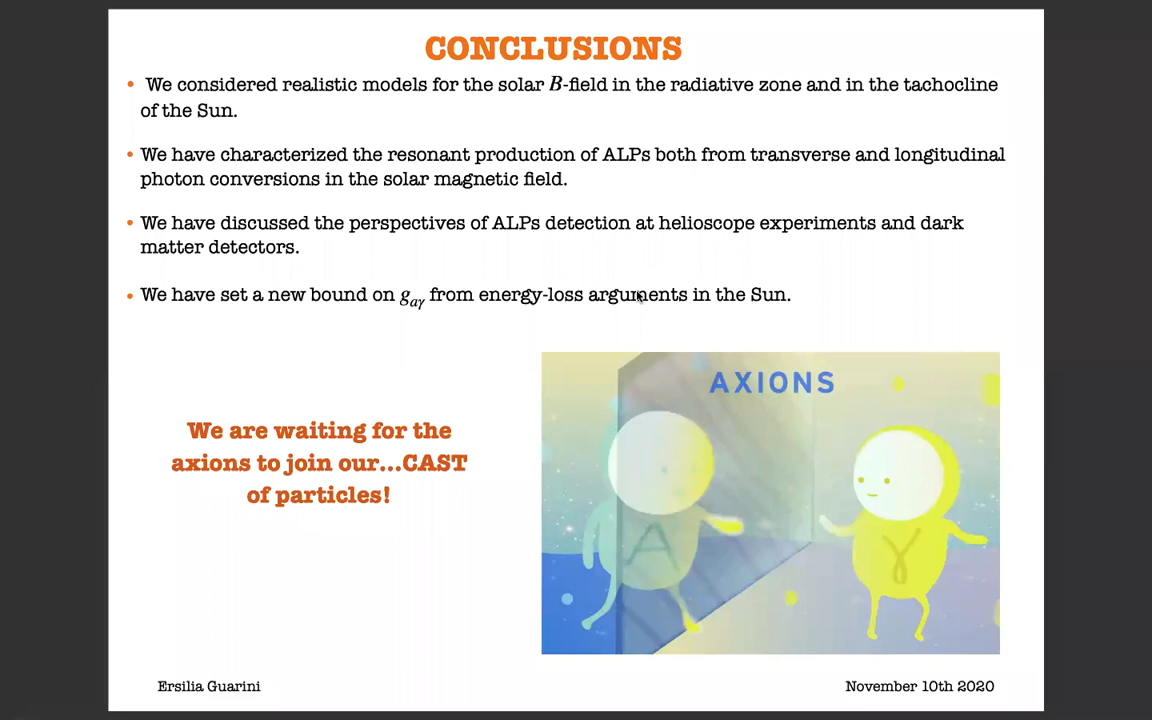 CONCLUSIONS
• We considered realistic models for the solar B-field in the radiative zone and in the tachocline
of the Sun.
• We have characterized the resonant production of ALPs both from transverse and longitudinal
photon conversions in the solar magnetic field.
• We have discussed the perspectives of ALPs detection at helioscope experiments and dark
matter detectors.
• We have set a new bound on gaγ from energy-loss arguments in the Sun.
We are waiting for the
axions to join our...CAST
of particles!
AXIONS
A
γ
Ersilia Guarini
November 10th 2020